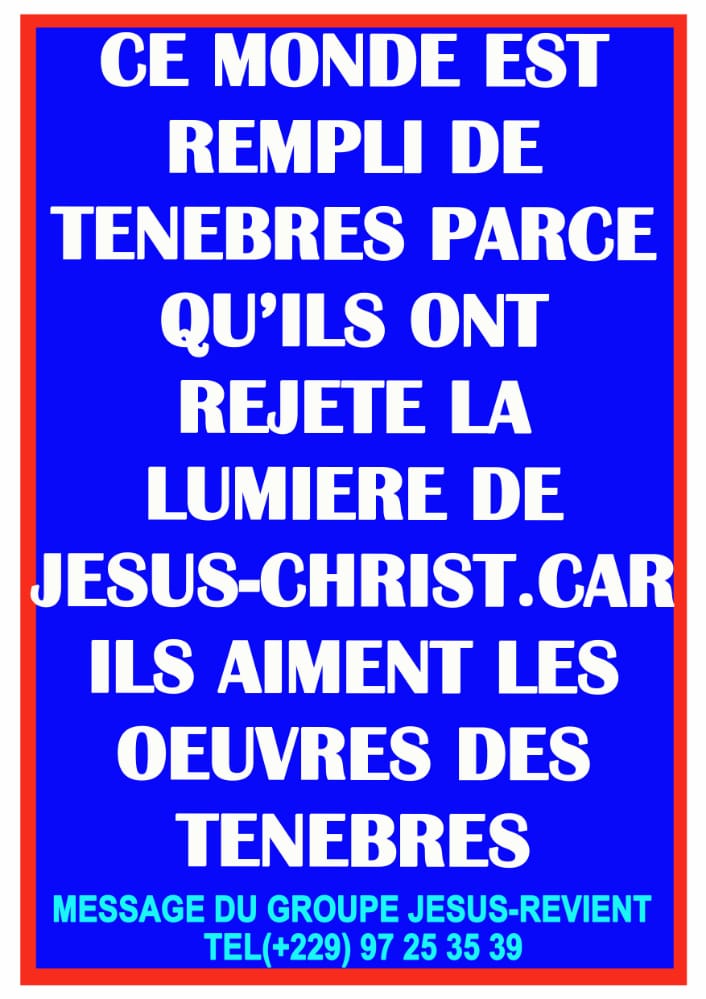 CE MONDE EST
REMPLI DE
TENEBRES PARCE
QU'ILS ONT
REJETE LA
LUMIERE DE
JESUS-CHRIST.CAR
ILS AIMENT LES
OEUVRES DES
TENEBRES
MESSAGE DU GROUPE JESUS-REVIENT
TEL(+229) 97 25 35 39